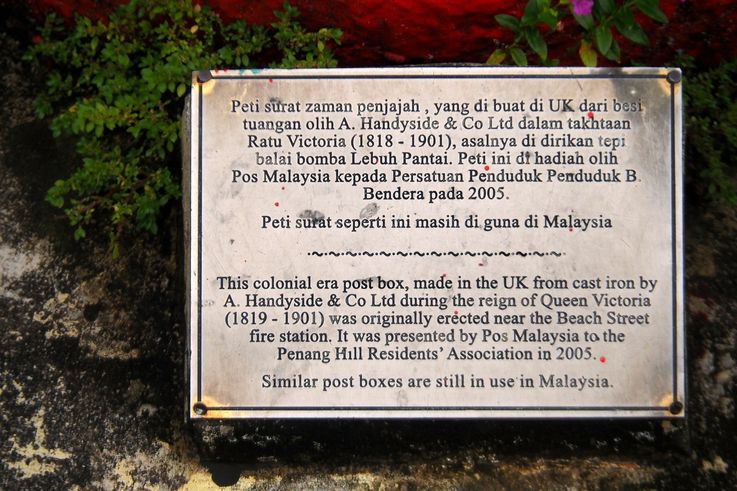 Peti surat zaman penjajah , yang di buat di UK dari besi
tuangan olih A. Handyside & Co Ltd dalam takhtaan
Ratu Victoria (1818 - 1901), asalnya di dirikan tepi
balai bomba Lebuh Pantai. Peti ini di hadiah olih
Pos Malaysia kepada Persatuan Penduduk Penduduk B.
Bendera pada 2005.
Peti surat seperti ini masih di guna di Malaysia
This colonial era post box, made in the UK from cast iron by
A. Handyside & Co Ltd during the reign of Queen Victoria
(1819 - 1901) was originally erected near the Beach Street
fire station. It was presented by Pos Malaysia to the
Penang Hill Residents' Association in 2005.
Similar post boxes are still in use in Malaysia.